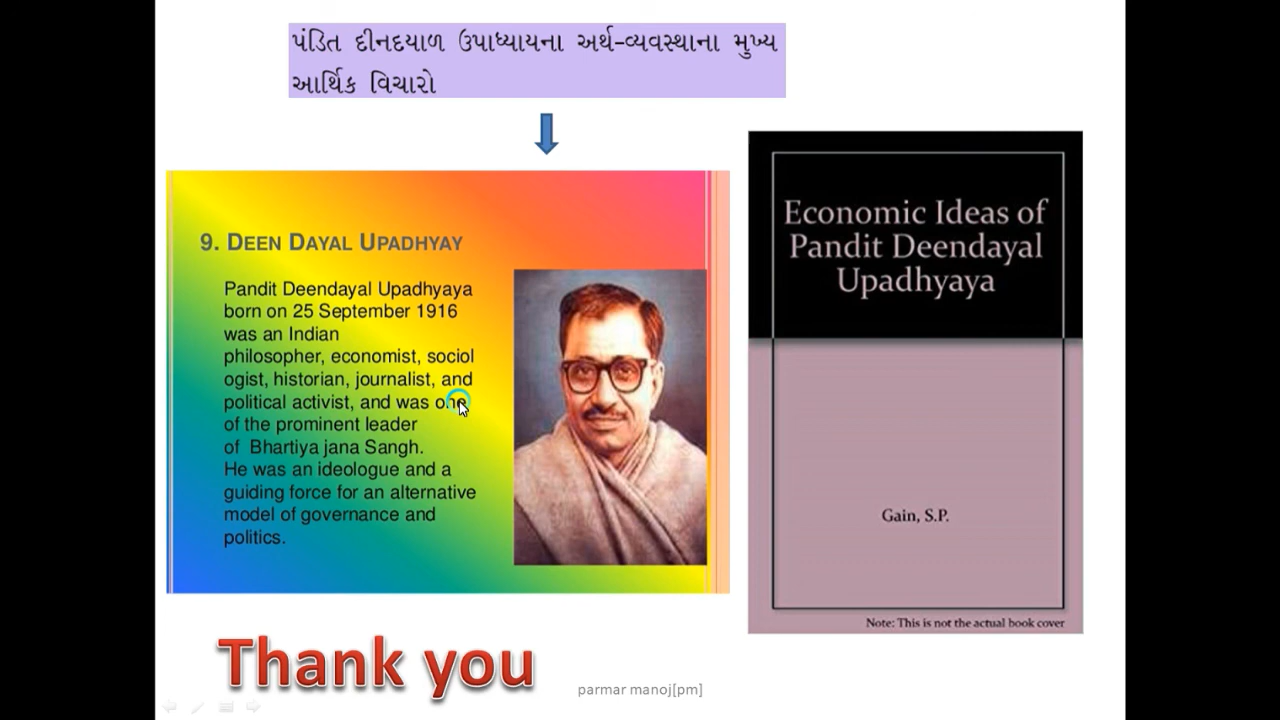 પંડિત દીનદયાળ ઉપાધ્યાયના અર્થ-વ્યવસ્થાના મુખ્ય
આર્થિક વિચારો
9. DEEN DAYAL UPADHYAY
Pandit Deendayal Upadhyaya
born on 25 September 1916
was an Indian
philosopher, economist, sociol
ogist, historian, journalist, and
political activist, and was one
of the prominent leader
of Bhartiya jana Sangh.
He was an ideologue and a
guiding force for an alternative
model of governance and
politics.
Economic Ideas of
Pandit Deendayal
Upadhyaya
Gain, S.P.
Note: This is not the actual book cover
Thank you
parmar manoj[pm]